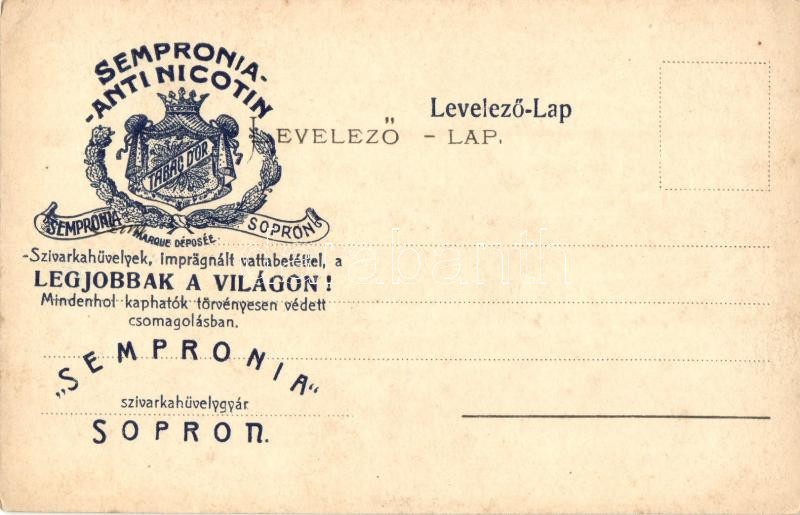 SEMPRONIA-
-ANTI NICOTIN
TABAC D'OR
SEMPRONIA SOPRON
MARQUE DÉPOSÉE.
-Szivarkahüvelyek, imprägnált vattabetéttel, a
LEGJOBBAK A VILÁGON!
Mindenhol kaphatók törvényesen védett
csomagolásban.
„SEMPRONIA“
szivarkahüvelygyár
SOPRON.
Levelező-Lap
LEVELEZŐ - LAP.
darabanth